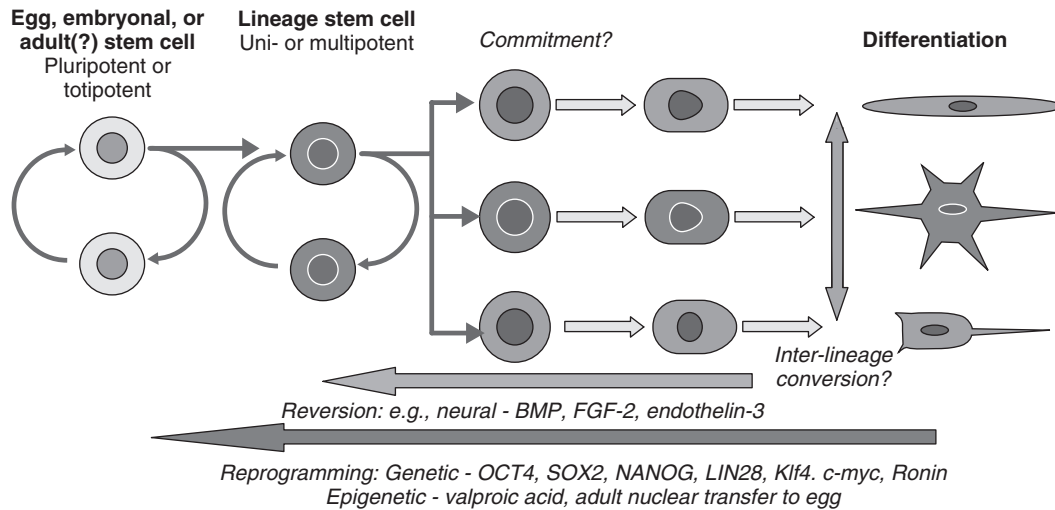 Egg, embryonal, or
adult(?) stem cell
Pluripotent or
totipotent
Lineage stem cell
Uni- or multipotent
Commitment?
Differentiation
Inter-lineage
conversion?
Reversion: e.g., neural - BMP, FGF-2, endothelin-3
Reprogramming: Genetic - OCT4, SOX2, NANOG, LIN28, Klf4. c-myc, Ronin
Epigenetic - valproic acid, adult nuclear transfer to egg